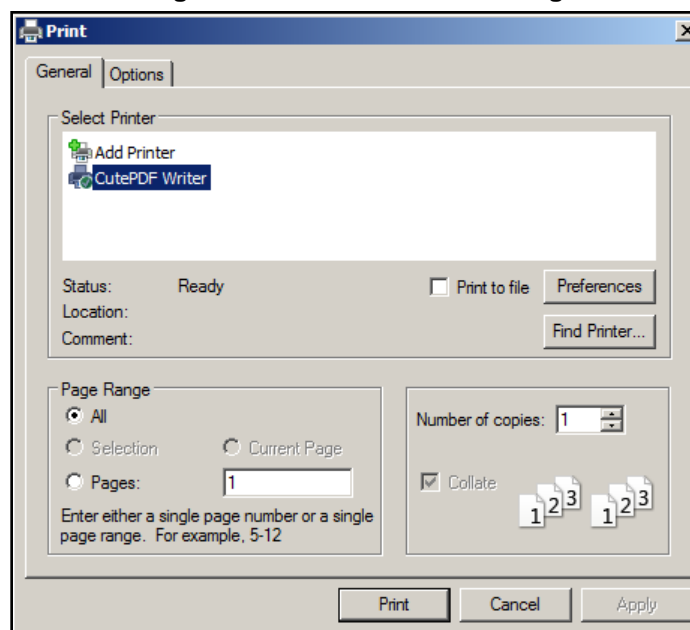 Print
General Options
Select Printer
Add Printer
CutePDF Writer
Status: Ready
Print to file
Preferences
Location:
Comment:
Find Printer...
Page Range
All
Selection
Current Page
Pages: 1
Enter either a single page number or a single
page range. For example, 5-12
Number of copies: 1
Collate
1 2 3 1 2 3
Print Cancel Apply